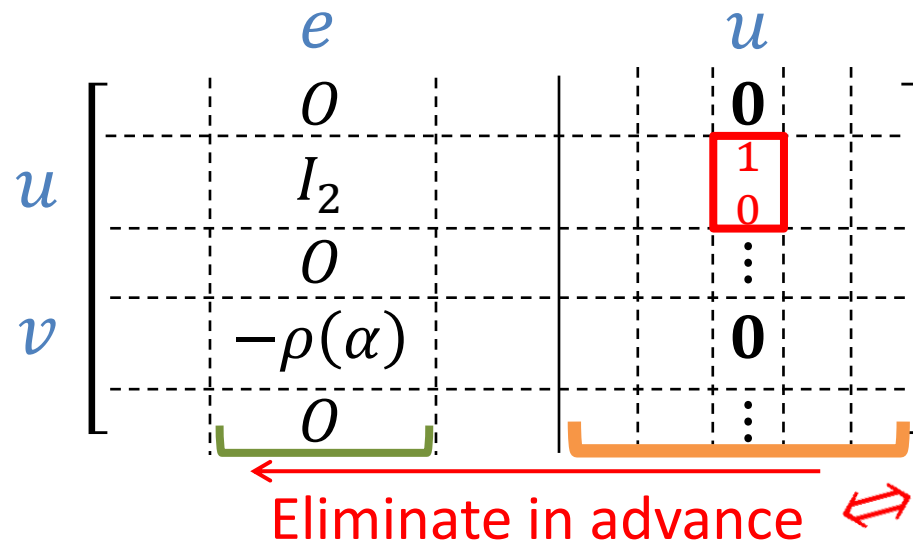 e u
O 0
u I₂ 1
0
O ⋮
v −ρ(α) 0
O ⋮
Eliminate in advance